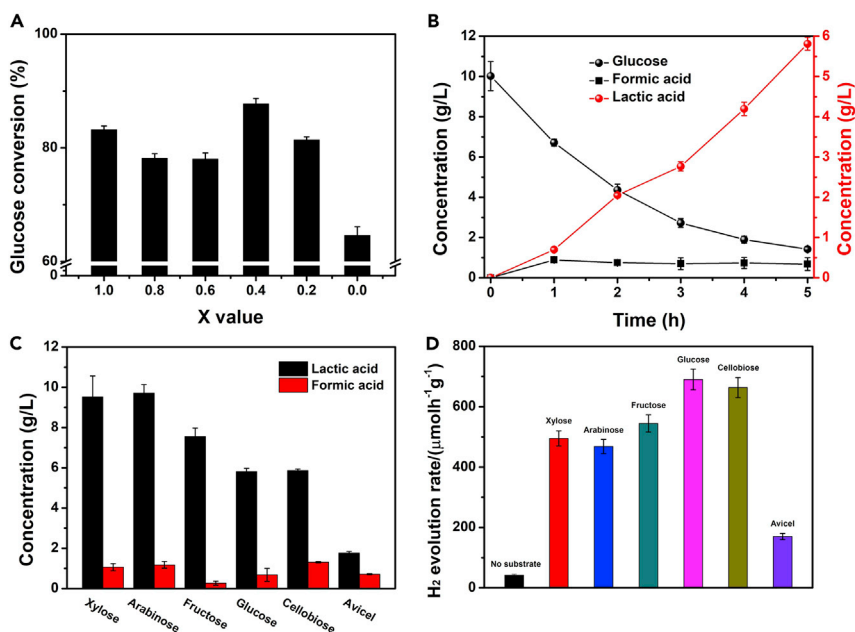 A
Glucose conversion (%)
100
90
80
60
0
1.0 0.8 0.6 0.4 0.2 0.0
X value
B
Concentration (g/L)
12
10
8
6
4
2
0
Glucose
Formic acid
Lactic acid
6
5
4
3
2
1
0
Concentration (g/L)
0 1 2 3 4 5
Time (h)
C
Concentration (g/L)
12
10
8
6
4
2
0
Lactic acid
Formic acid
Xylose
Arabinose
Fructose
Glucose
Cellobiose
Avicel
D
H2 evolution rate/(μmolh-1g-1)
800
600
400
200
0
No substrate
Xylose
Arabinose
Fructose
Glucose
Cellobiose
Avicel